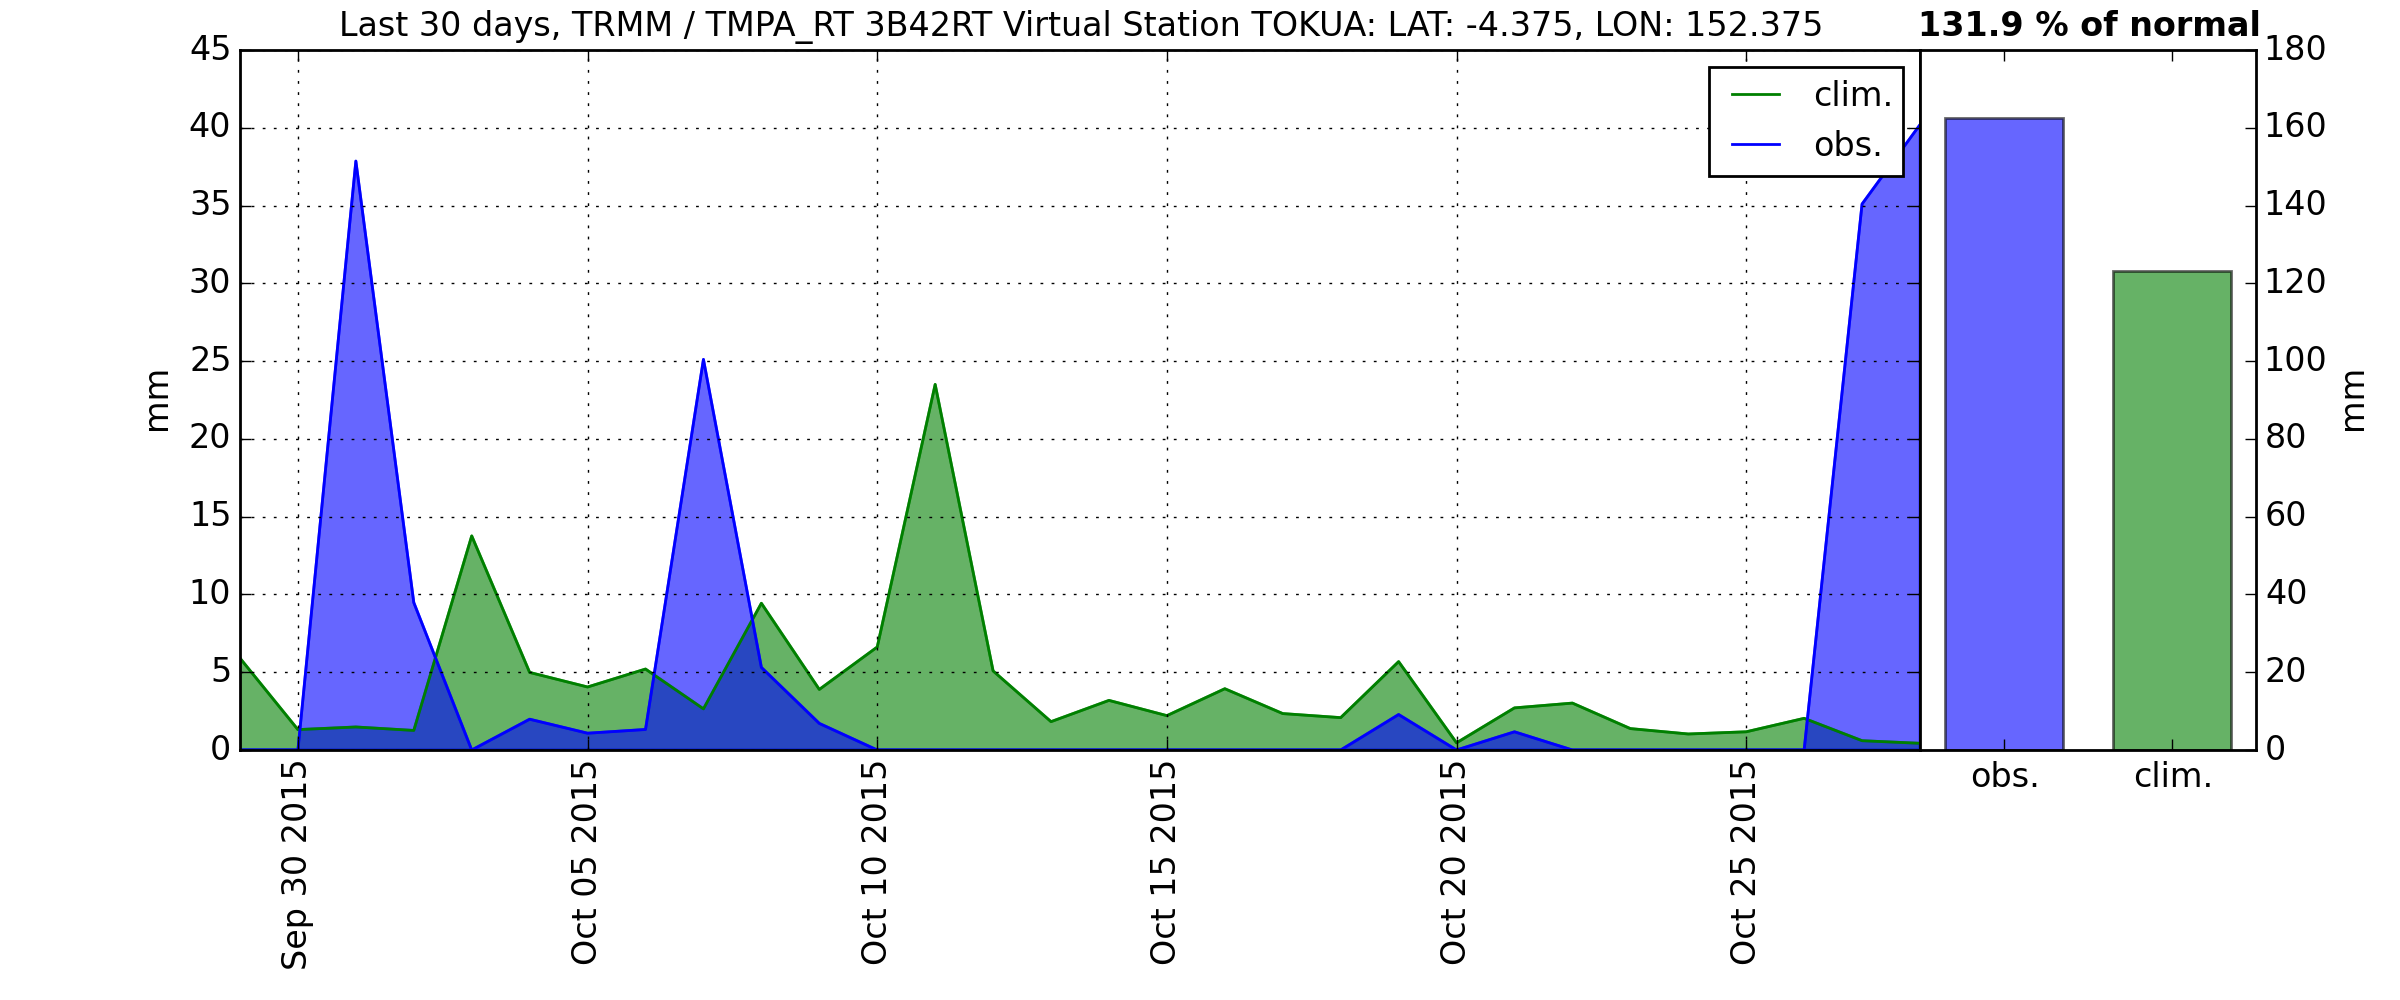 Last 30 days, TRMM / TMPA_RT 3B42RT Virtual Station TOKUA: LAT: -4.375, LON: 152.375
131.9 % of normal
45
40
35
30
25
20
15
10
5
0
mm
clim.
obs.
180
160
140
120
100
80
60
40
20
0
mm
Sep 30 2015
Oct 05 2015
Oct 10 2015
Oct 15 2015
Oct 20 2015
Oct 25 2015
obs.
clim.